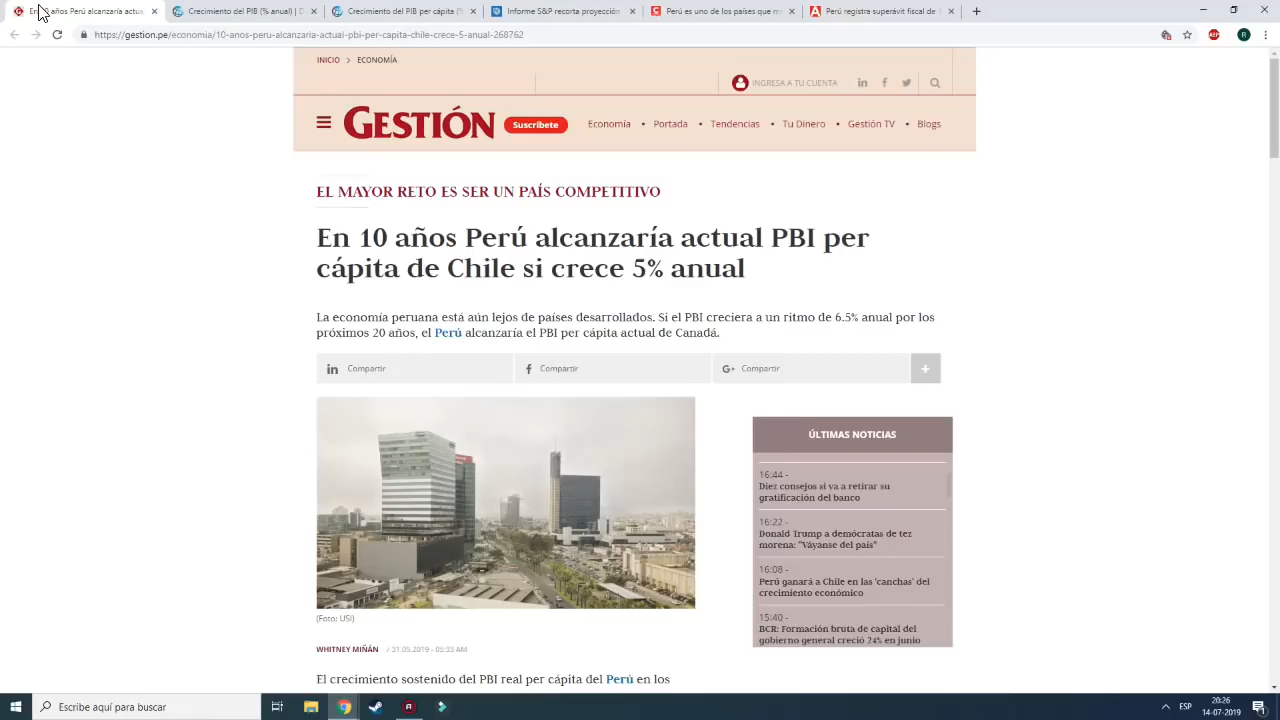 años Perú alcanzaría actual
Crecimiento del PBI (% anual) | D
Crecimiento del PBI per cápita
Informe S&P reduce proyección
Perú es uno de los países que m
Perú superávit fiscal de
https://gestion.pe/economia/10-anos-peru-alcanzaria-actual-pbi-per-capita-chile-crece-5-anual-268762
INICIO > ECONOMÍA
INGRESA A TU CUENTA
GESTIÓN
Suscríbete
Economía • Portada • Tendencias • Tu Dinero • Gestión TV • Blogs
EL MAYOR RETO ES SER UN PAÍS COMPETITIVO
En 10 años Perú alcanzaría actual PBI per
cápita de Chile si crece 5% anual
La economía peruana está aún lejos de países desarrollados. Si el PBI creciera a un ritmo de 6.5% anual por los
próximos 20 años, el Perú alcanzaría el PBI per cápita actual de Canadá.
Compartir
Compartir
Compartir
(Foto: USI)
WHITNEY MIÑÁN / 31.05.2019 - 05:33 AM
El crecimiento sostenido del PBI real per cápita del Perú en los
ÚLTIMAS NOTICIAS
16:44 -
Diez consejos si va a retirar su
gratificación del banco
16:22 -
Donald Trump a demócratas de tez
morena: "Váyanse del país"
16:08 -
Perú ganará a Chile en las 'canchas' del
crecimiento económico
15:40 -
BCR: Formación bruta de capital del
gobierno general creció 24% en junio
Escribe aquí para buscar
ESP
20:26
14-07-2019